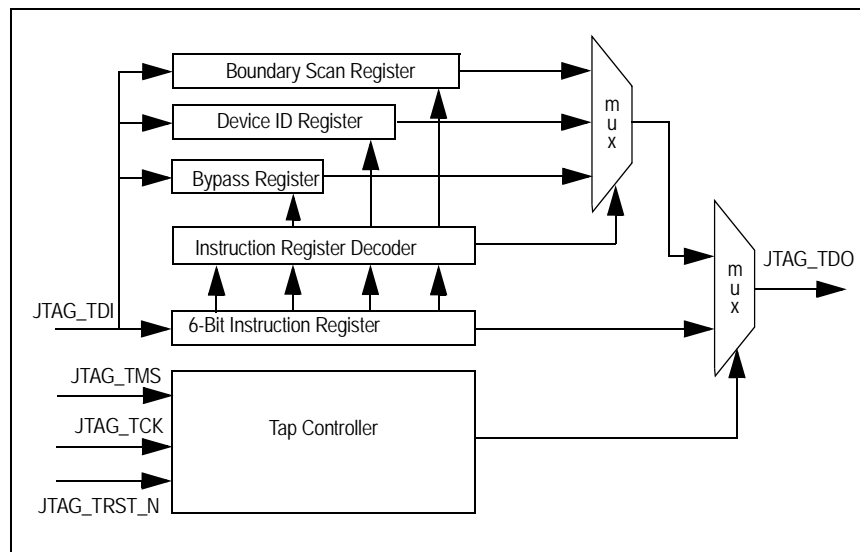 Boundary Scan Register
Device ID Register
Bypass Register
Instruction Register Decoder
6-Bit Instruction Register
JTAG_TDI
m
u
x
m
u
x
JTAG_TDO
JTAG_TMS
JTAG_TCK
JTAG_TRST_N
Tap Controller